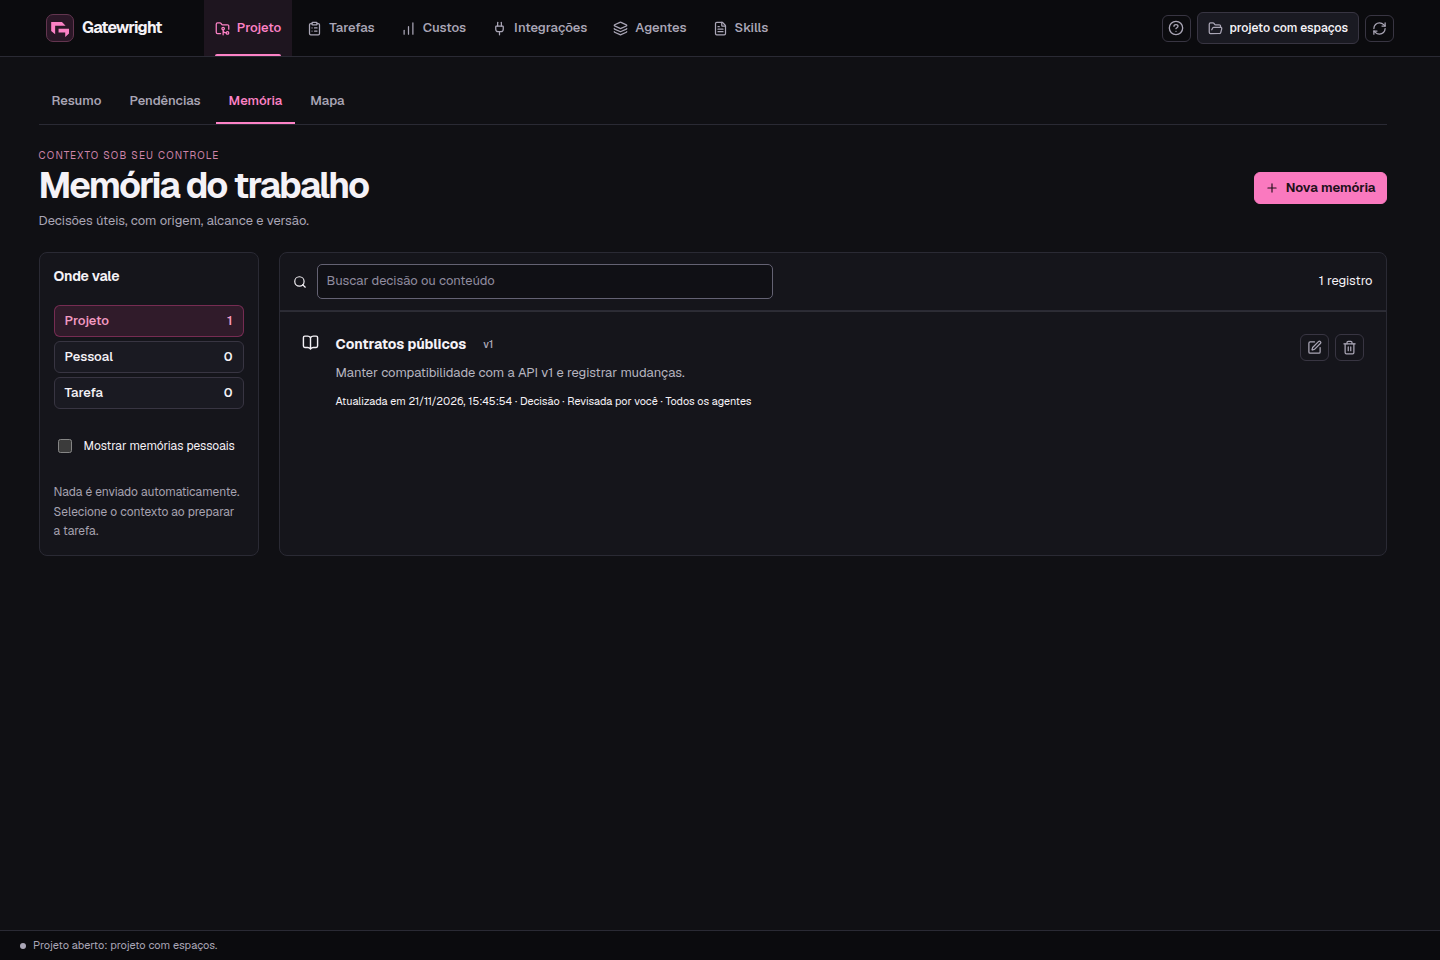 Gatewright
Projeto
Tarefas
Custos
Integrações
Agentes
Skills
projeto com espaços
Resumo
Pendências
Memória
Mapa
CONTEXTO SOB SEU CONTROLE
Memória do trabalho
Decisões úteis, com origem, alcance e versão.
Nova memória
Onde vale
Projeto 1
Pessoal 0
Tarefa 0
Mostrar memórias pessoais
Nada é enviado automaticamente.
Selecione o contexto ao preparar
a tarefa.
Buscar decisão ou conteúdo
1 registro
Contratos públicos v1
Manter compatibilidade com a API v1 e registrar mudanças.
Atualizada em 21/11/2026, 15:45:54 · Decisão · Revisada por você · Todos os agentes
Projeto aberto: projeto com espaços.